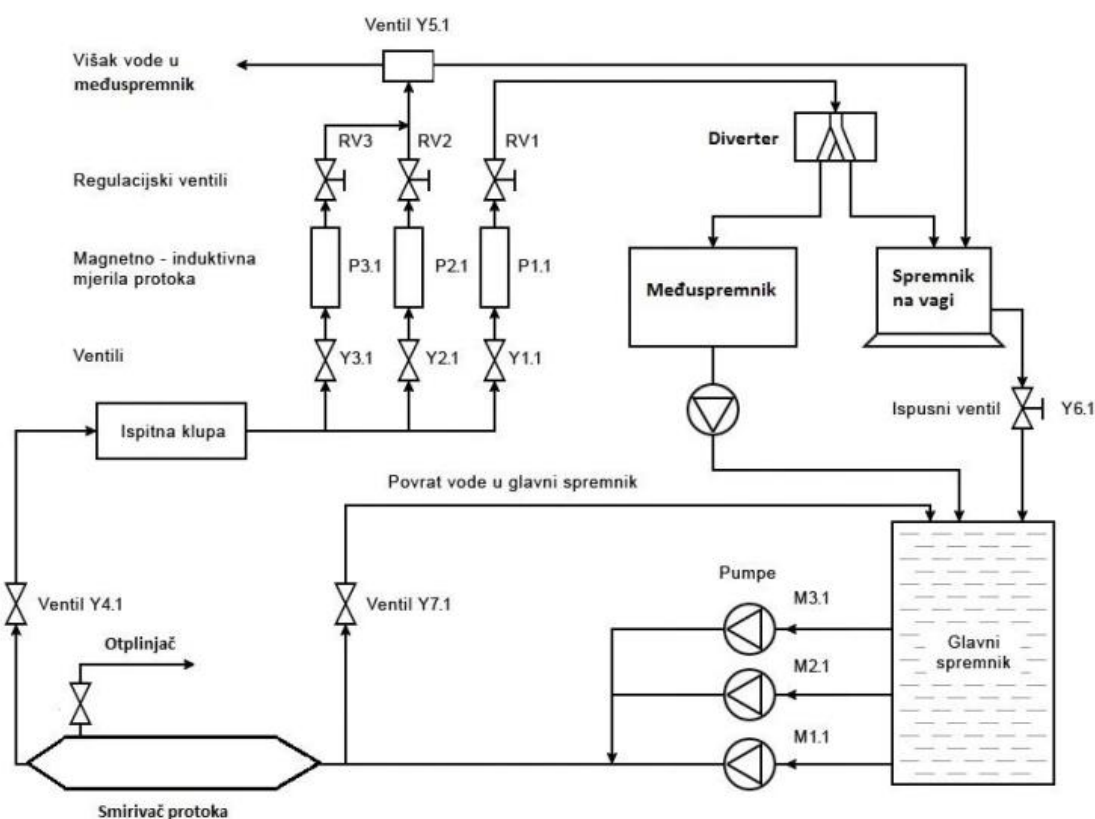 Ventil Y5.1
Višak vode u
međuspremnik
RV3
RV2
RV1
Diverter
Regulacijski ventili
Magnetno - induktivna
mjerila protoka
P3.1
P2.1
P1.1
Međuspremnik
Spremnik
na vagi
Ventili
Y3.1
Y2.1
Y1.1
Ispusni ventil
Y6.1
Ispitna klupa
Povrat vode u glavni spremnik
Pumpe
Ventil Y4.1
Ventil Y7.1
M3.1
Otplinjač
Glavni
spremnik
M2.1
M1.1
Smirivač protoka